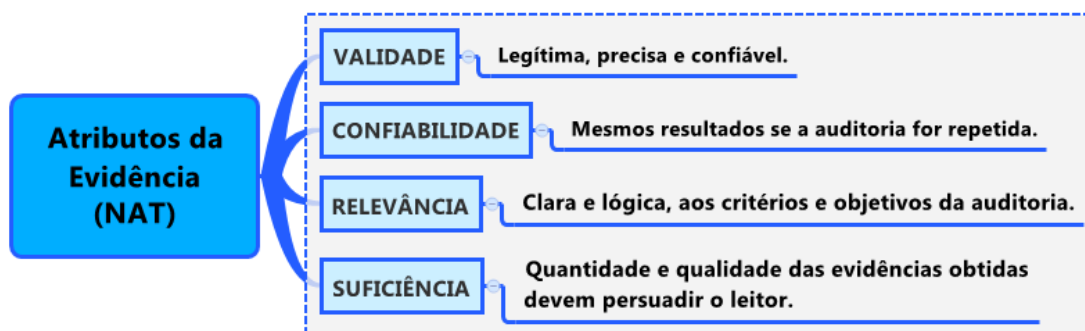 Atributos da
Evidência
(NAT)
VALIDADE
Legítima, precisa e confiável.
CONFIABILIDADE
Mesmos resultados se a auditoria for repetida.
RELEVÂNCIA
Clara e lógica, aos critérios e objetivos da auditoria.
SUFICIÊNCIA
Quantidade e qualidade das evidências obtidas
devem persuadir o leitor.